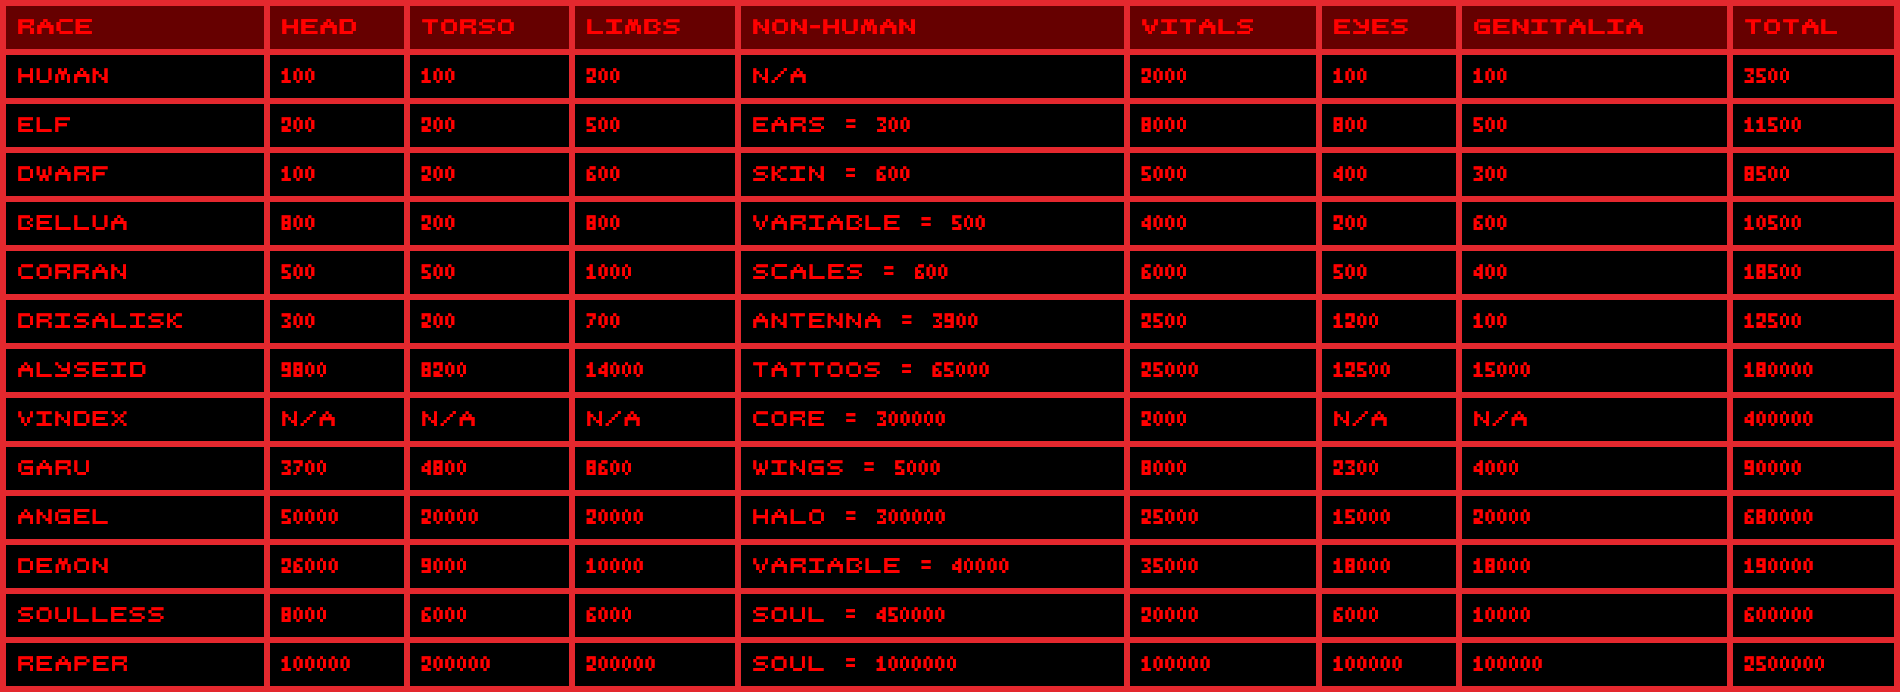 RACE HEAD TORSO LIMBS NON-HUMAN VITALS EYES GENITALIA TOTAL
HUMAN 100 100 200 N/A 2000 100 100 3500
ELF 200 200 500 EARS = 300 8000 800 500 11500
DWARF 100 200 600 SKIN = 600 5000 400 300 8500
BELLUA 800 200 800 VARIABLE = 500 4000 200 600 10500
CORRAN 500 500 1000 SCALES = 600 6000 500 400 18500
DRISALISK 300 200 700 ANTENNA = 3900 2500 1200 100 12500
ALYSEID 9800 8200 14000 TATTOOS = 65000 25000 12500 15000 180000
VINDEX N/A N/A N/A CORE = 300000 2000 N/A N/A 400000
GARU 3700 4800 8600 WINGS = 5000 8000 2300 4000 90000
ANGEL 50000 20000 20000 HALO = 300000 25000 15000 20000 680000
DEMON 26000 9000 10000 VARIABLE = 40000 35000 18000 18000 190000
SOULLESS 8000 6000 6000 SOUL = 450000 20000 6000 10000 600000
REAPER 100000 200000 200000 SOUL = 1000000 100000 100000 100000 2500000